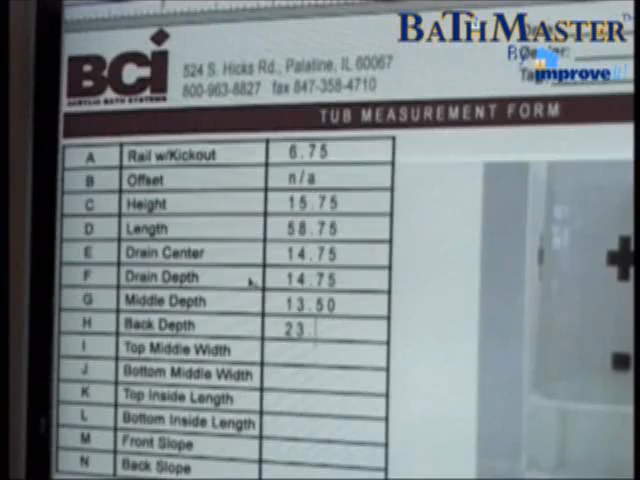 BATHMASTER
By improve it!
BCi
ACRYLIC BATH SYSTEMS
524 S. Hicks Rd., Palatine, IL 60067
800-963-8827 fax 847-358-4710
TUB MEASUREMENT FORM
A Rail w/Kickout 6.75
B Offset n/a
C Height 15.75
D Length 58.75
E Drain Center 14.75
F Drain Depth 14.75
G Middle Depth 13.50
H Back Depth 23.
I Top Middle Width
J Bottom Middle Width
K Top Inside Length
L Bottom Inside Length
M Front Slope
N Back Slope